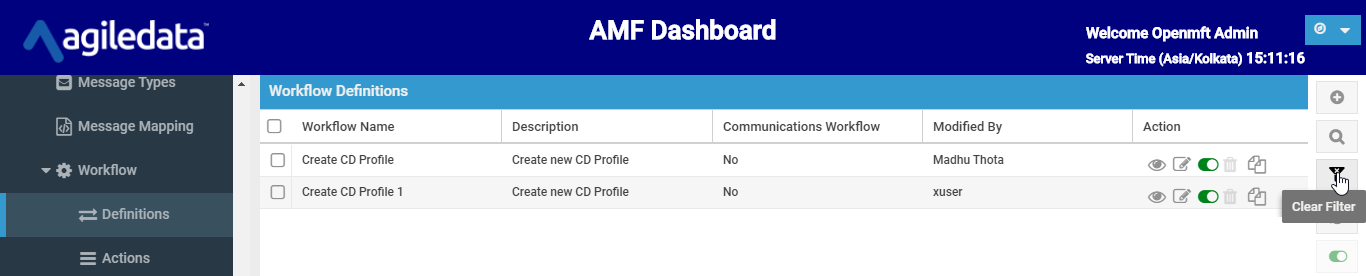 agiledata™
AMF Dashboard
Welcome Openmft Admin
Server Time (Asia/Kolkata) 15:11:16
Message Types
Message Mapping
Workflow
Definitions
Actions
Workflow Definitions
Workflow Name Description Communications Workflow Modified By Action
Create CD Profile Create new CD Profile No Madhu Thota
Create CD Profile 1 Create new CD Profile No xuser
Clear Filter